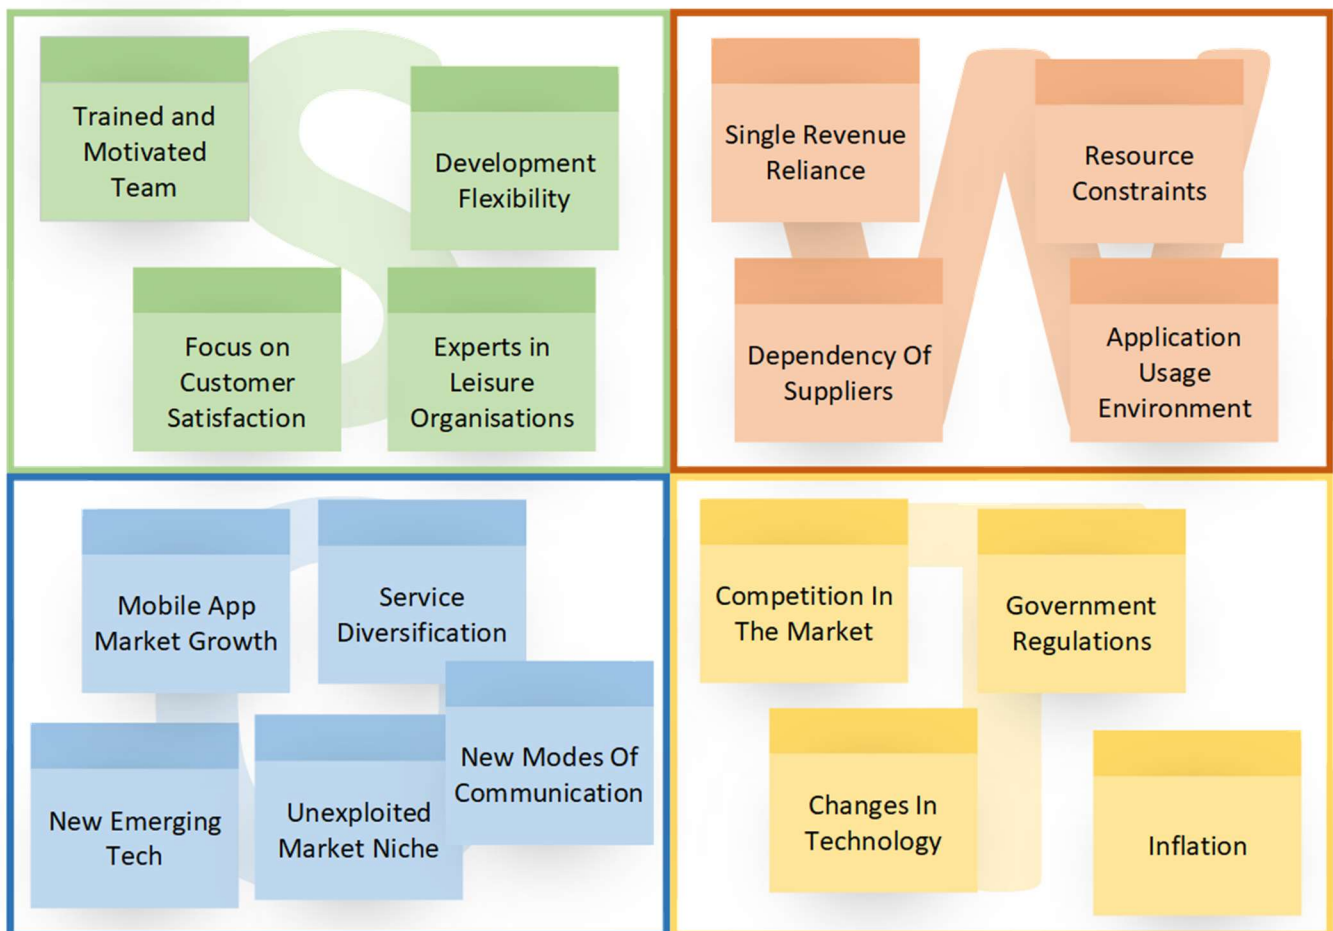 Trained and
Motivated
Team
Development
Flexibility
Focus on
Customer
Satisfaction
Experts in
Leisure
Organisations
Single Revenue
Reliance
Resource
Constraints
Dependency Of
Suppliers
Application
Usage
Environment
Mobile App
Market Growth
Service
Diversification
New Modes Of
Communication
New Emerging
Tech
Unexploited
Market Niche
Competition In
The Market
Government
Regulations
Changes In
Technology
Inflation